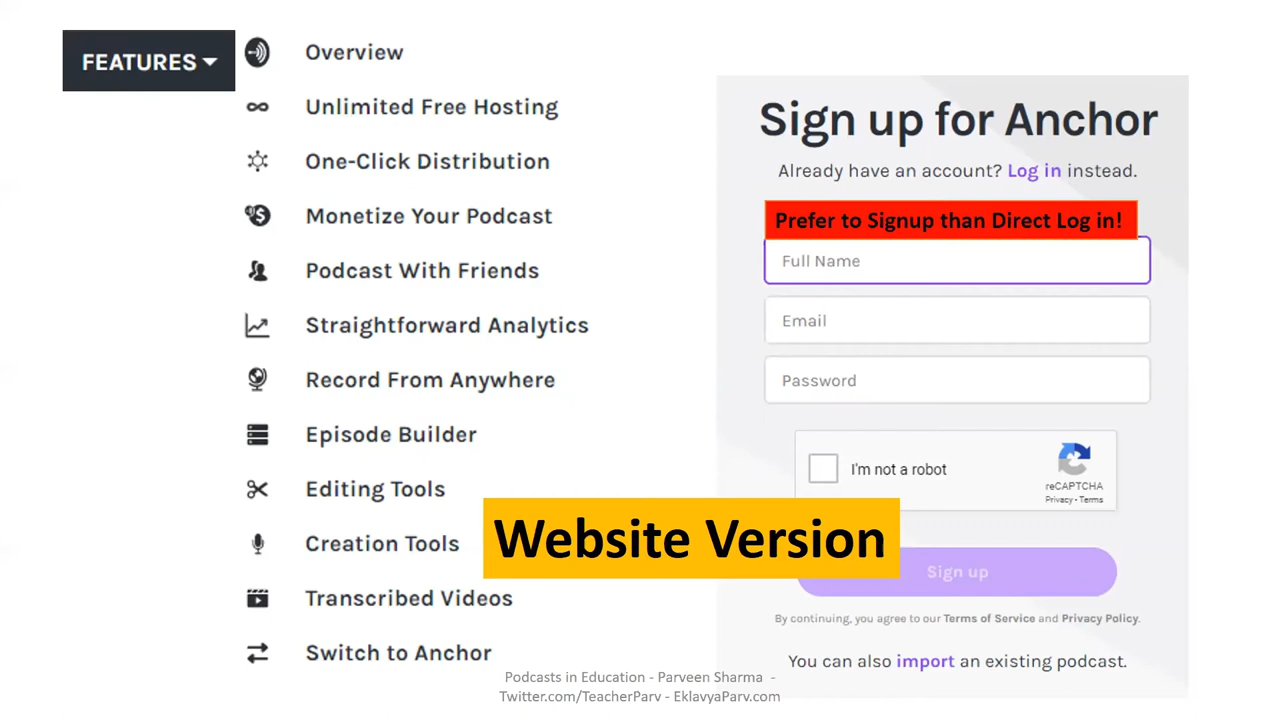 FEATURES
Overview
Unlimited Free Hosting
One-Click Distribution
Monetize Your Podcast
Podcast With Friends
Straightforward Analytics
Record From Anywhere
Episode Builder
Editing Tools
Creation Tools
Transcribed Videos
Switch to Anchor
Sign up for Anchor
Already have an account? Log in instead.
Prefer to Signup than Direct Log in!
Full Name
Email
Password
I'm not a robot
reCAPTCHA
Privacy - Terms
Website Version
Sign up
By continuing, you agree to our Terms of Service and Privacy Policy.
You can also import an existing podcast.
Podcasts in Education - Parveen Sharma -
Twitter.com/TeacherParv - EklavyaParv.com